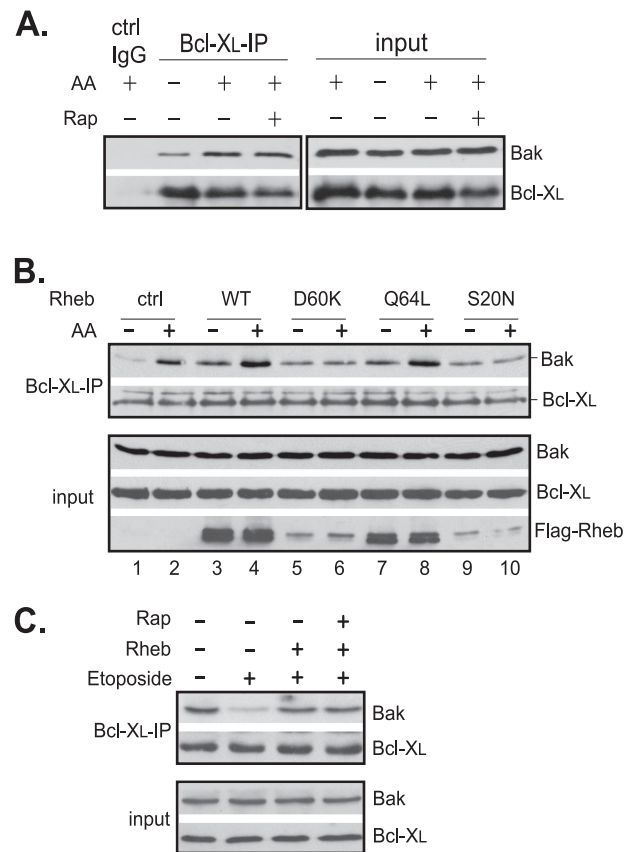 A.
ctrl IgG Bcl-XL-IP input
AA + − + + + − + +
Rap − − − + − − − +
Bak
Bcl-XL
B.
Rheb ctrl WT D60K Q64L S20N
AA − + − + − + − + − +
Bcl-XL-IP
Bak
Bcl-XL
input
Bak
Bcl-XL
Flag-Rheb
1 2 3 4 5 6 7 8 9 10
C.
Rap − − − +
Rheb − − + +
Etoposide − + + +
Bcl-XL-IP
Bak
Bcl-XL
input
Bak
Bcl-XL